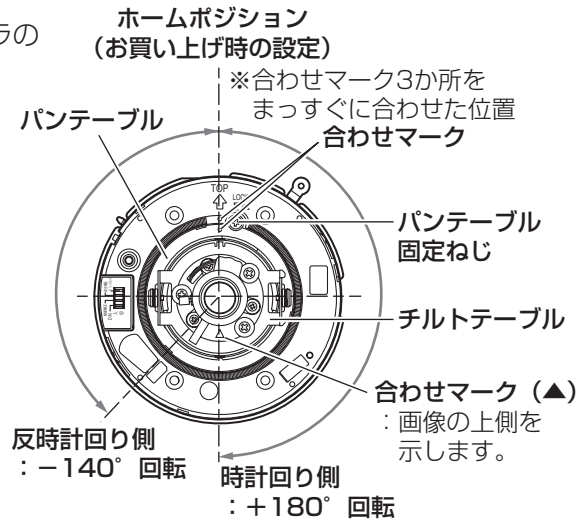 ラの
ホームポジション
（お買い上げ時の設定）
※合わせマーク3か所を
まっすぐに合わせた位置
パンテーブル
合わせマーク
TOP
LOCK
パンテーブル
固定ねじ
チルトテーブル
合わせマーク（▲）
：画像の上側を
示します。
反時計回り側
：－140°回転
時計回り側
：＋180°回転